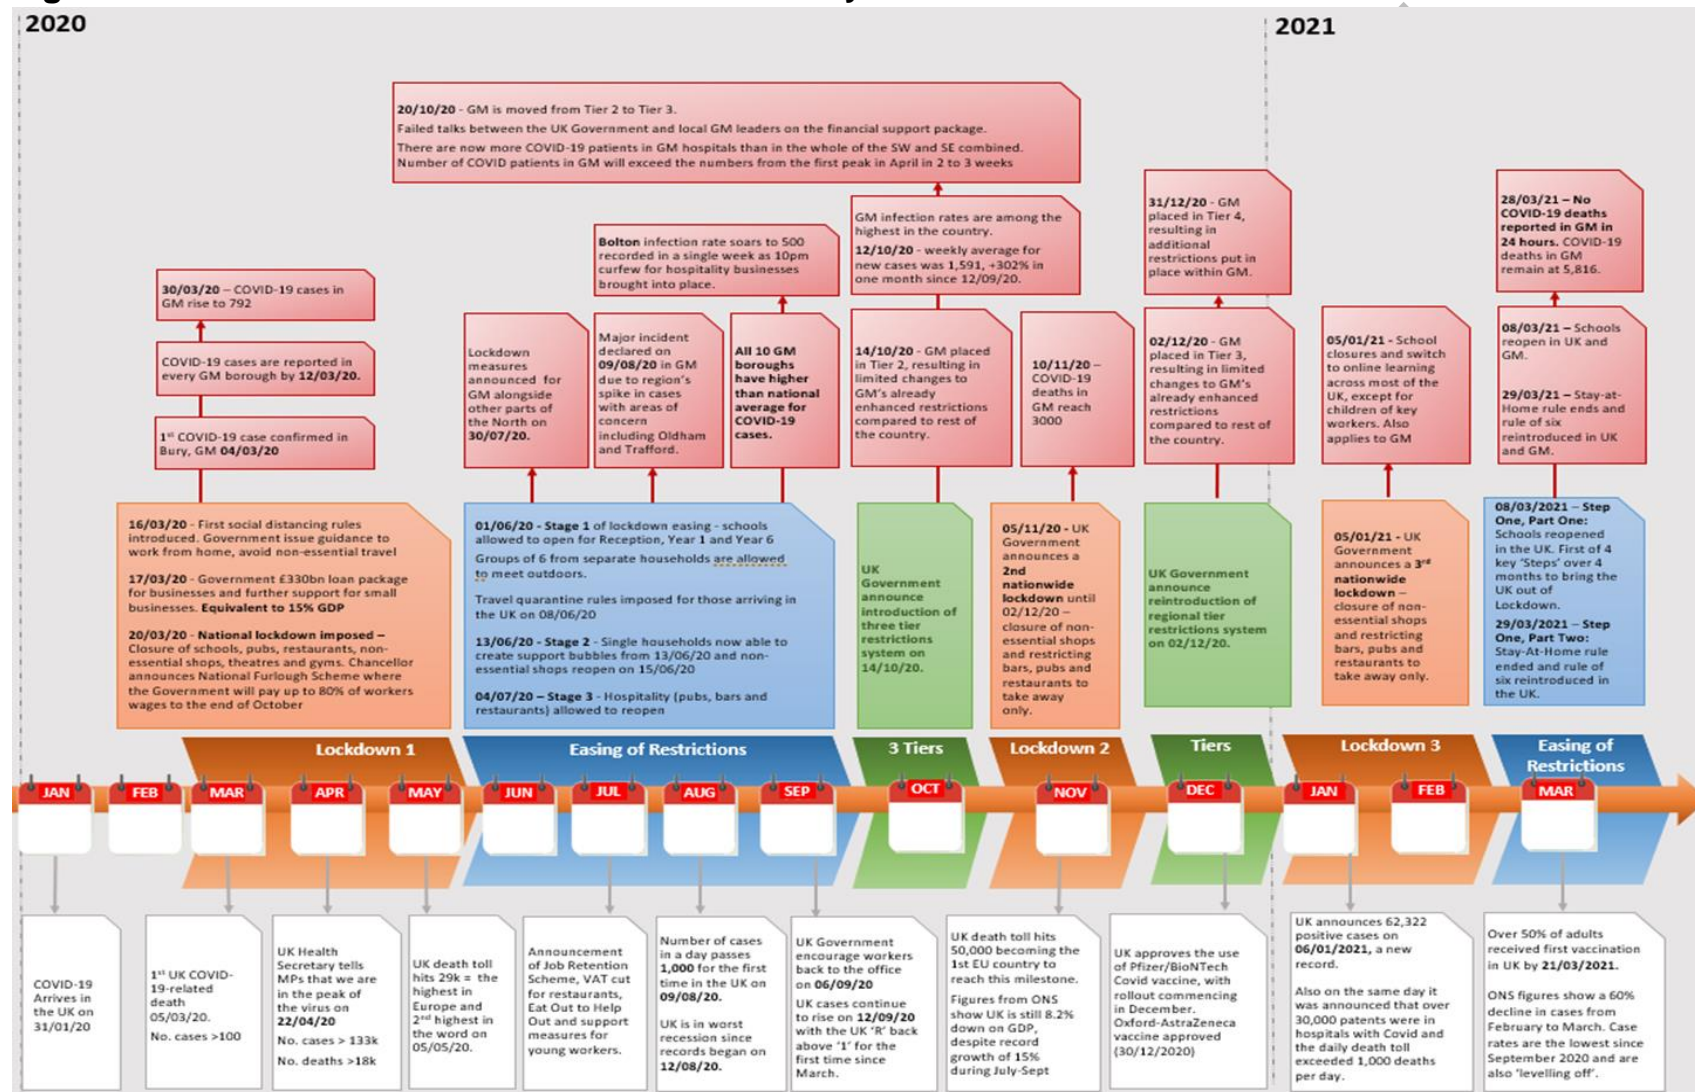 2020
2021
20/10/20 - GM is moved from Tier 2 to Tier 3.
Failed talks between the UK Government and local GM leaders on the financial support package.
There are now more COVID-19 patients in GM hospitals than in the whole of the SW and SE combined.
Number of COVID patients in GM will exceed the numbers from the first peak in April in 2 to 3 weeks
30/03/20 – COVID-19 cases in
GM rise to 792
COVID-19 cases are reported in
every GM borough by 12/03/20.
1st COVID-19 case confirmed in
Bury, GM 04/03/20
Lockdown
measures
announced for
GM alongside
other parts of
the North on
30/07/20.
Major incident
declared on
09/08/20 in GM
due to region's
spike in cases
with areas of
concern
including Oldham
and Trafford.
Bolton infection rate soars to 500
recorded in a single week as 10pm
curfew for hospitality businesses
brought into place.
All 10 GM
boroughs
have higher
than national
average for
COVID-19
cases.
GM infection rates are among the
highest in the country.
12/10/20 - weekly average for
new cases was 1,591, +302% in
one month since 12/09/20.
14/10/20 - GM placed
in Tier 2, resulting in
limited changes to
GM's already
enhanced restrictions
compared to rest of
the country.
10/11/20 –
COVID-19
deaths in
GM reach
3000
31/12/20 - GM
placed in Tier 4,
resulting in
additional
restrictions put in
place within GM.
02/12/20 - GM
placed in Tier 3,
resulting in limited
changes to GM's
already enhanced
restrictions
compared to rest of
the country.
05/01/21 - School
closures and switch
to online learning
across most of the
UK, except for
children of key
workers. Also
applies to GM
28/03/21 – No
COVID-19 deaths
reported in GM in
24 hours. COVID-19
deaths in GM
remain at 5,816.
08/03/21 – Schools
reopen in UK and
GM.
29/03/21 – Stay-at-
Home rule ends and
rule of six
reintroduced in UK
and GM.
16/03/20 - First social distancing rules
introduced. Government issue guidance to
work from home, avoid non-essential travel
17/03/20 - Government £330bn loan package
for businesses and further support for small
businesses. Equivalent to 15% GDP
20/03/20 - National lockdown imposed –
Closure of schools, pubs, restaurants, non-
essential shops, theatres and gyms. Chancellor
announces National Furlough Scheme where
the Government will pay up to 80% of workers
wages to the end of October
01/06/20 - Stage 1 of lockdown easing - schools
allowed to open for Reception, Year 1 and Year 6
Groups of 6 from separate households are allowed
to meet outdoors.
Travel quarantine rules imposed for those arriving in
the UK on 08/06/20
13/06/20 - Stage 2 - Single households now able to
create support bubbles from 13/06/20 and non-
essential shops reopen on 15/06/20
04/07/20 – Stage 3 - Hospitality (pubs, bars and
restaurants) allowed to reopen
UK
Government
announce
introduction of
three tier
restrictions
system on
14/10/20.
05/11/20 - UK
Government
announces a
2nd
nationwide
lockdown until
02/12/20 –
closure of non-
essential shops
and restricting
bars, pubs and
restaurants to
take away
only.
UK Government
announce
reintroduction of
regional tier
restrictions system
on 02/12/20.
05/01/21 - UK
Government
announces a 3rd
nationwide
lockdown –
closure of non-
essential shops
and restricting
bars, pubs and
restaurants to
take away only.
08/03/2021 – Step
One, Part One:
Schools reopened
in the UK. First of 4
key 'Steps' over 4
months to bring the
UK out of
Lockdown.
29/03/2021 – Step
One, Part Two:
Stay-At-Home rule
ended and rule of
six reintroduced in
the UK.
Lockdown 1
Easing of Restrictions
3 Tiers
Lockdown 2
Tiers
Lockdown 3
Easing of
Restrictions
JAN
FEB
MAR
APR
MAY
JUN
JUL
AUG
SEP
OCT
NOV
DEC
JAN
FEB
MAR
COVID-19
Arrives in
the UK on
31/01/20
1st UK COVID-
19-related
death
05/03/20.
No. cases >100
UK Health
Secretary tells
MPs that we are
in the peak of
the virus on
22/04/20
No. cases > 133k
No. deaths >18k
UK death toll
hits 29k = the
highest in
Europe and
2nd highest in
the word on
05/05/20.
Announcement
of Job Retention
Scheme, VAT cut
for restaurants,
Eat Out to Help
Out and support
measures for
young workers.
Number of cases
in a day passes
1,000 for the first
time in the UK on
09/08/20.
UK is in worst
recession since
records began on
12/08/20.
UK Government
encourage workers
back to the office
on 06/09/20
UK cases continue
to rise on 12/09/20
with the UK 'R' back
above '1' for the
first time since
March.
UK death toll hits
50,000 becoming the
1st EU country to
reach this milestone.
Figures from ONS
show UK is still 8.2%
down on GDP,
despite record
growth of 15%
during July-Sept
UK approves the use
of Pfizer/BioNTech
Covid vaccine, with
rollout commencing
in December.
Oxford-AstraZeneca
vaccine approved
(30/12/2020)
UK announces 62,322
positive cases on
06/01/2021, a new
record.
Also on the same day it
was announced that over
30,000 patents were in
hospitals with Covid and
the daily death toll
exceeded 1,000 deaths
per day.
Over 50% of adults
received first vaccination
in UK by 21/03/2021.
ONS figures show a 60%
decline in cases from
February to March. Case
rates are the lowest since
September 2020 and are
also 'levelling off'.